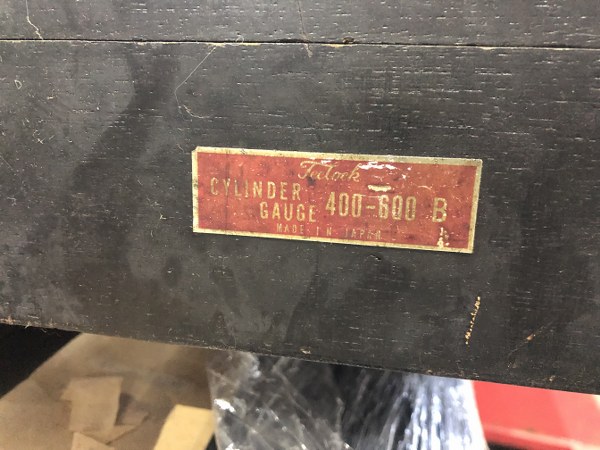 Teclock
CYLINDER
GAUGE 400-600 B
MADE IN JAPAN